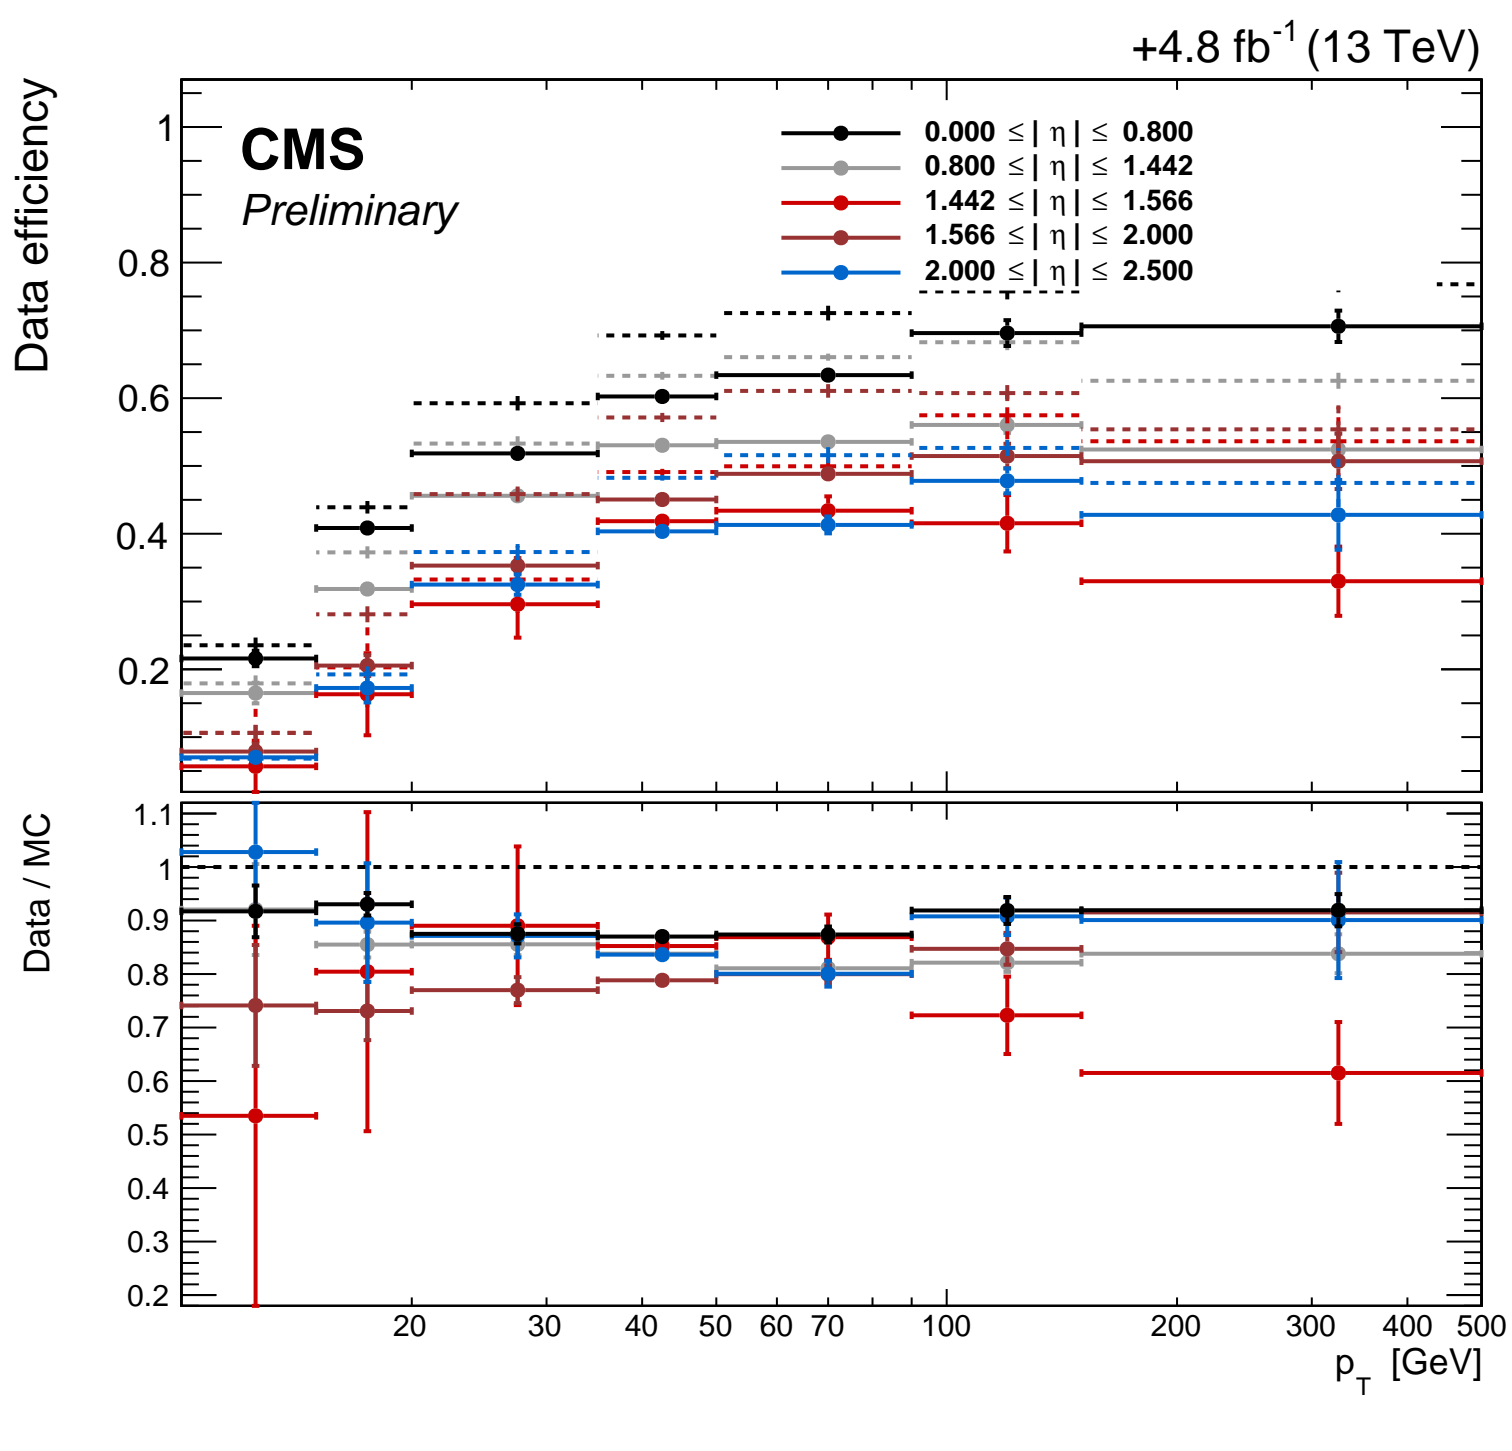 +4.8 fb⁻¹ (13 TeV)
Data efficiency
CMS
Preliminary
0.000 ≤ | η | ≤ 0.800
0.800 ≤ | η | ≤ 1.442
1.442 ≤ | η | ≤ 1.566
1.566 ≤ | η | ≤ 2.000
2.000 ≤ | η | ≤ 2.500
1
0.8
0.6
0.4
0.2
Data / MC
1.1
1
0.9
0.8
0.7
0.6
0.5
0.4
0.3
0.2
20 30 40 50 60 70 100 200 300 400 500
p_T [GeV]